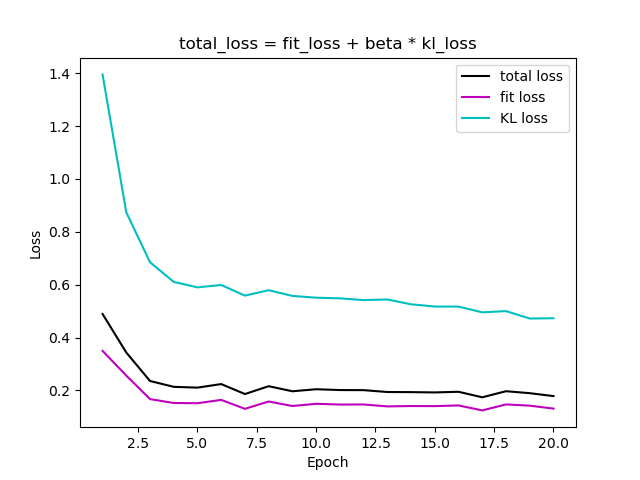 total_loss = fit_loss + beta * kl_loss
total loss
fit loss
KL loss
Loss
1.4
1.2
1.0
0.8
0.6
0.4
0.2
2.5 5.0 7.5 10.0 12.5 15.0 17.5 20.0
Epoch